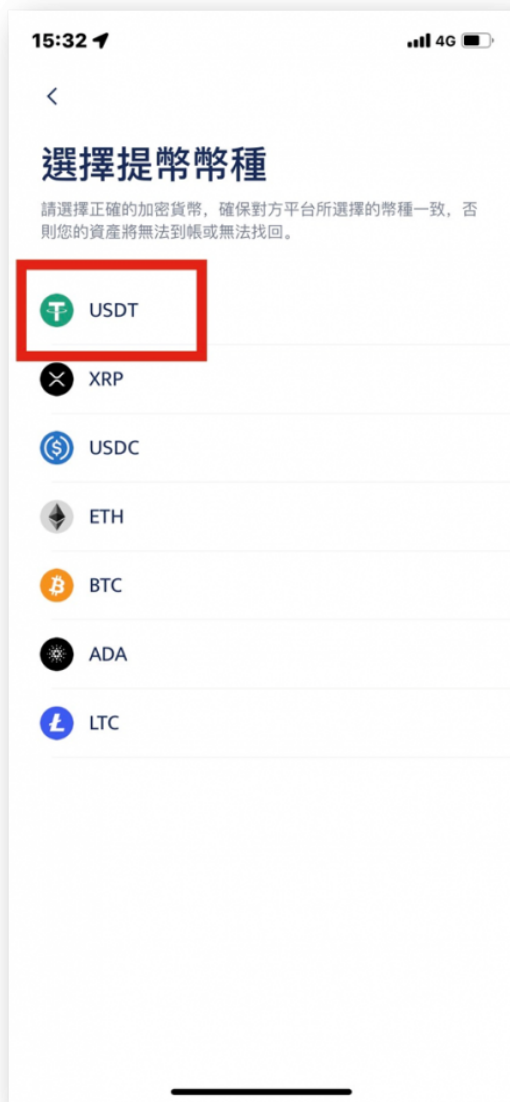 15:32
4G
選擇提幣幣種
請選擇正確的加密貨幣，確保對方平台所選擇的幣種一致，否
則您的資產將無法到帳或無法找回。
USDT
XRP
USDC
ETH
BTC
ADA
LTC